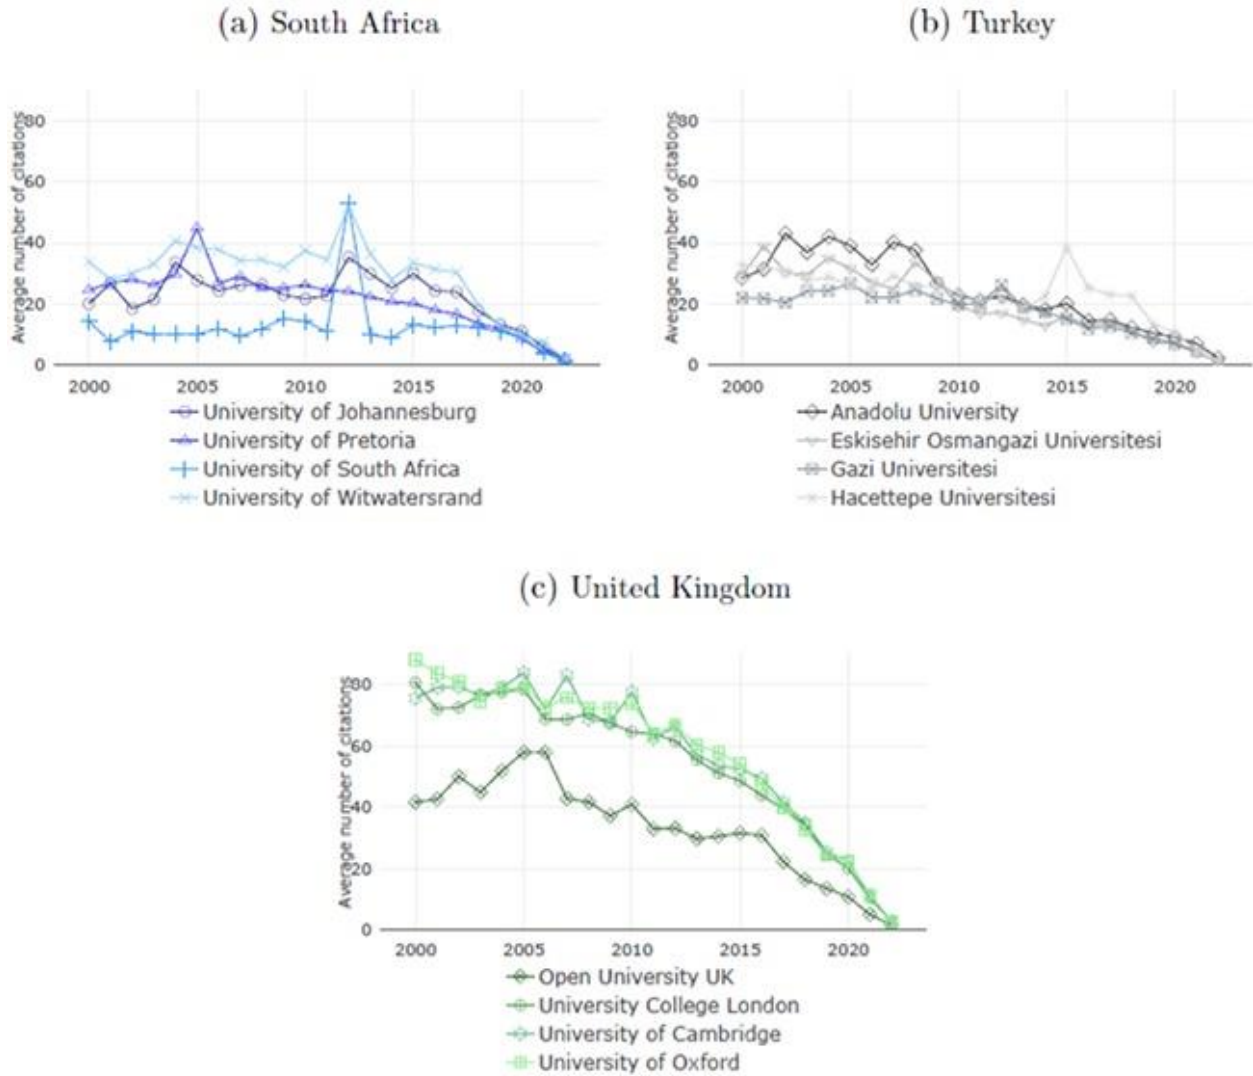 (a) South Africa
(b) Turkey
Average number of citations
80
60
40
20
0
2000 2005 2010 2015 2020
University of Johannesburg
University of Pretoria
University of South Africa
University of Witwatersrand
Average number of citations
80
60
40
20
0
2000 2005 2010 2015 2020
Anadolu University
Eskisehir Osmangazi Universitesi
Gazi Universitesi
Hacettepe Universitesi
(c) United Kingdom
Average number of citations
80
60
40
20
0
2000 2005 2010 2015 2020
Open University UK
University College London
University of Cambridge
University of Oxford